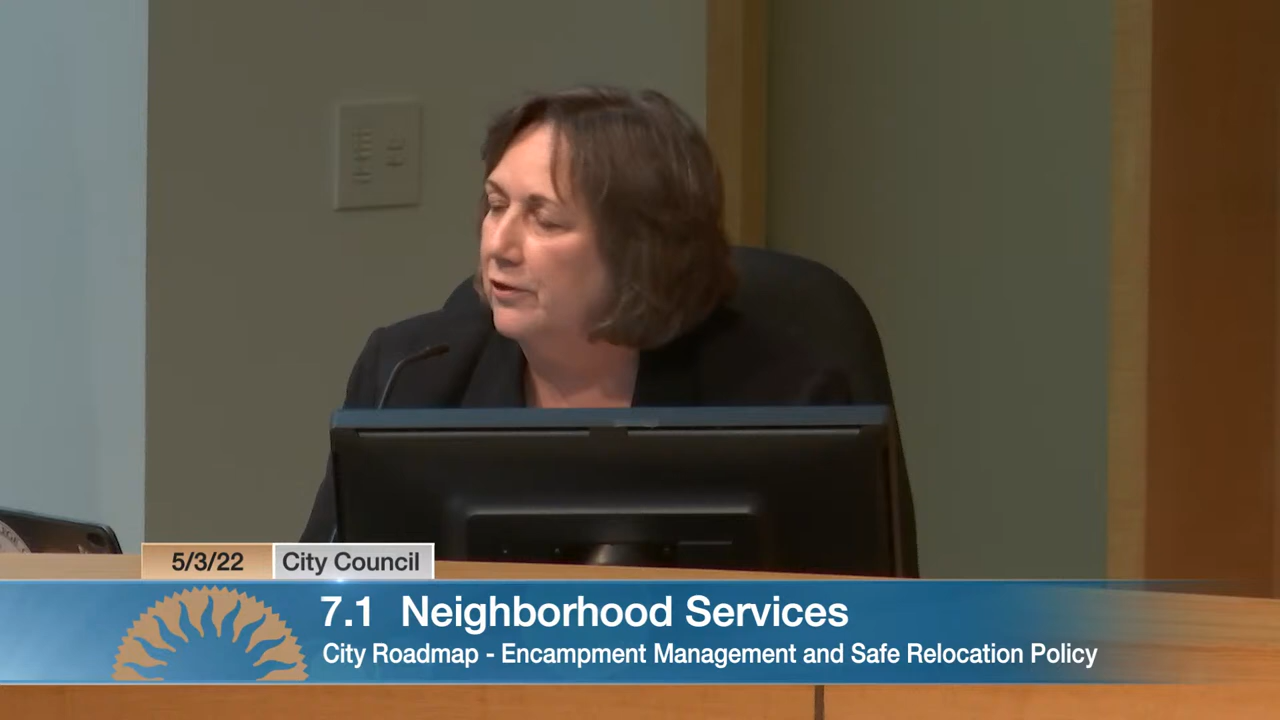 5/3/22 City Council
7.1 Neighborhood Services
City Roadmap - Encampment Management and Safe Relocation Policy